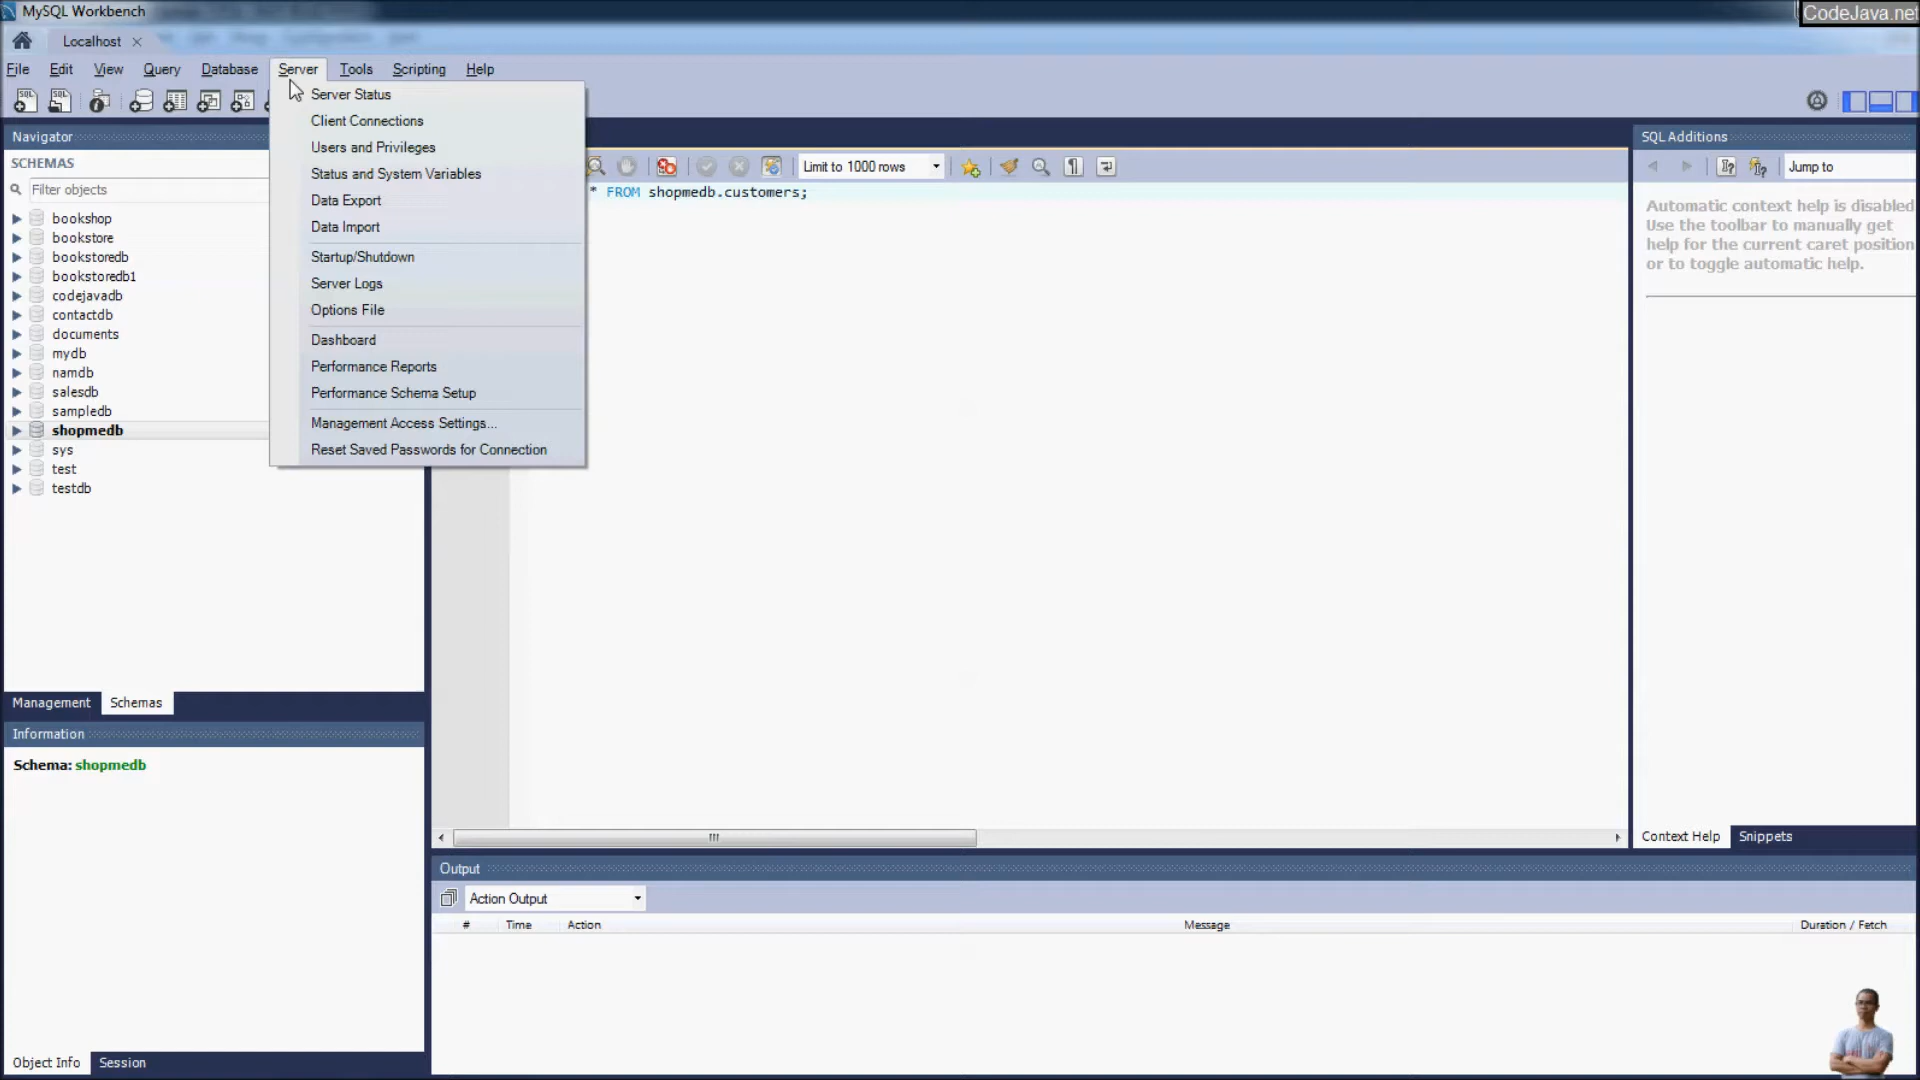 MySQL Workbench
CodeJava.net
Localhost
File Edit View Query Database Server Tools Scripting Help
Server Status
Client Connections
Users and Privileges
Status and System Variables
Data Export
Data Import
Startup/Shutdown
Server Logs
Options File
Dashboard
Performance Reports
Performance Schema Setup
Management Access Settings...
Reset Saved Passwords for Connection
Navigator
SCHEMAS
Filter objects
bookshop
bookstore
bookstoredb
bookstoredb1
codejavadb
contactdb
documents
mydb
namdb
salesdb
sampledb
shopmedb
sys
test
testdb
Management Schemas
Information
Schema: shopmedb
Object Info Session
Limit to 1000 rows
* FROM shopmedb.customers;
SQL Additions
Jump to
Automatic context help is disabled
Use the toolbar to manually get
help for the current caret position
or to toggle automatic help.
Context Help Snippets
Output
Action Output
# Time Action Message Duration / Fetch